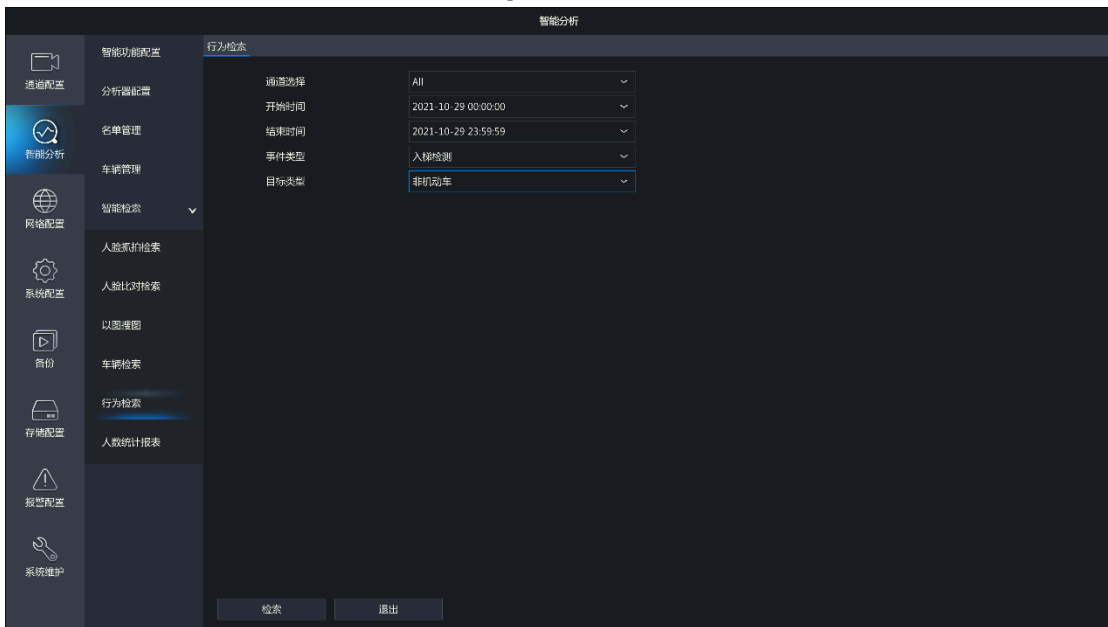 智能分析
通道配置
智能分析
网络配置
系统配置
备份
存储配置
报警配置
系统维护
智能功能配置
分析器配置
名单管理
车辆管理
智能检索
人脸抓拍检索
人脸比对检索
以图搜图
车辆检索
行为检索
人数统计报表
行为检索
通道选择 All
开始时间 2021-10-29 00:00:00
结束时间 2021-10-29 23:59:59
事件类型 入梯检测
目标类型 非机动车
检索 退出